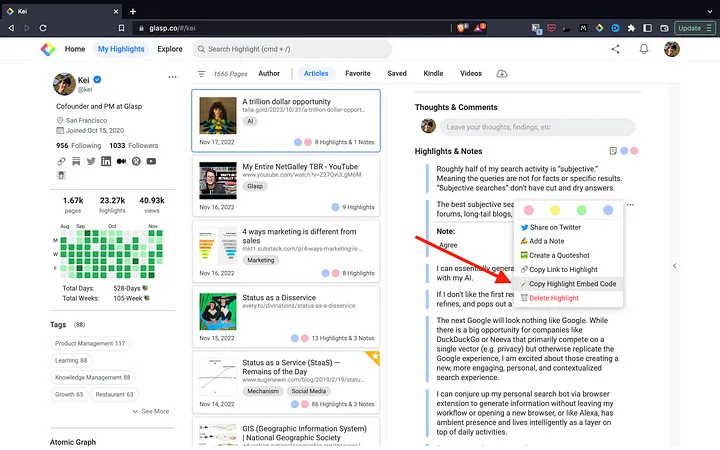 Kei
glasp.co/#/kei
Update
Home
My Highlights
Explore
Search Highlight (cmd + /)
Kei
@kei
Cofounder and PM at Glasp
San Francisco
Joined Oct 15, 2020
956 Following 1033 Followers
1.67k 23.27k 40.93k
pages highlights views
Aug Sep Oct Nov
M
W
F
Total Days: 528-Day
Total Weeks: 105-Week
Tags (88)
Product Management 117
Learning 88
Knowledge Management 88
Growth 65
Restaurant 63
See More
Atomic Graph
1666 Pages
Author
Articles
Favorite
Saved
Kindle
Videos
A trillion dollar opportunity
talia.gold/2022/10/31/a-trillion-dollar-opport...
AI
Nov 17, 2022
8 Highlights & 1 Notes
My Entire NetGalley TBR - YouTube
www.youtube.com/watch?v=Z27QvULgM6M
Glasp
Nov 16, 2022
9 Highlights
4 ways marketing is different from
sales
mkt1.substack.com/p/4-ways-marketing-is-...
Marketing
Nov 16, 2022
8 Highlights
Status as a Disservice
every.to/divinations/status-as-a-disservice
Nov 15, 2022
13 Highlights & 3 Notes
Status as a Service (StaaS) —
Remains of the Day
www.eugenewei.com/blog/2019/2/19/statu...
Mechanism
Social Media
Nov 14, 2022
86 Highlights & 3 Notes
GIS (Geographic Information System)
| National Geographic Society
Thoughts & Comments
Leave your thoughts, findings, etc
Highlights & Notes
Roughly half of my search activity is “subjective.”
Meaning the queries are not for facts or specific results.
“Subjective searches” don't have cut and dry answers.
The best subjective sea
forums, long-tail blogs,
Note:
Agree
I can essentially genera
with my AI.
If I don't like the first re
refines, and pops out a
The next Google will look nothing like Google. While
there is a big opportunity for companies like
DuckDuckGo or Neeva that primarily compete on a
single vector (e.g. privacy) but otherwise replicate the
Google experience, I am excited about those creating a
new, more engaging, personal, and contextualized
search experience.
I can conjure up my personal search bot via browser
extension to generate information without leaving my
workflow or opening a new browser, or like Alexa, has
ambient presence and lives intelligently as a layer on
top of daily activities.
Share on Twitter
Add a Note
Create a Quoteshot
Copy Link to Highlight
Copy Highlight Embed Code
Delete Highlight